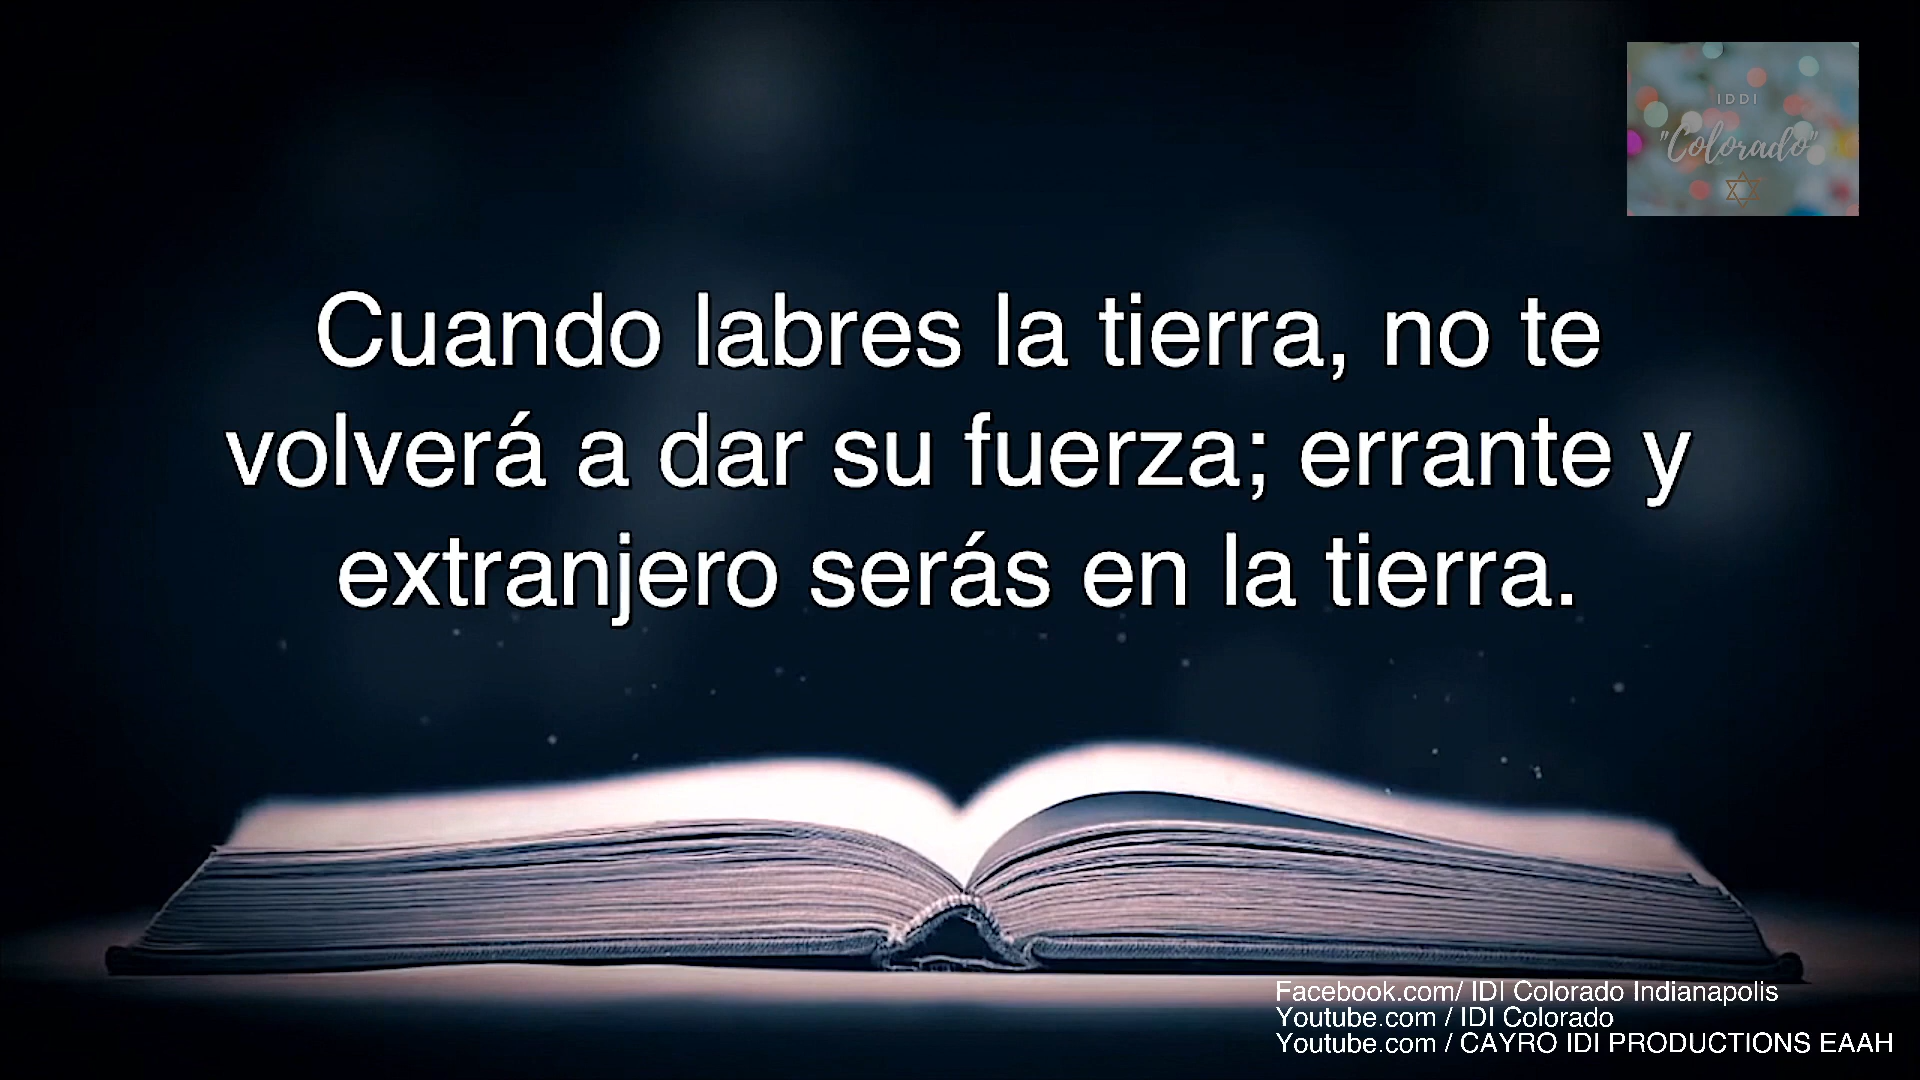 IDDI
"Colorado"
Cuando labres la tierra, no te
volverá a dar su fuerza; errante y
extranjero serás en la tierra.
Facebook.com/ IDI Colorado Indianapolis
Youtube.com / IDI Colorado
Youtube.com / CAYRO IDI PRODUCTIONS EAAH